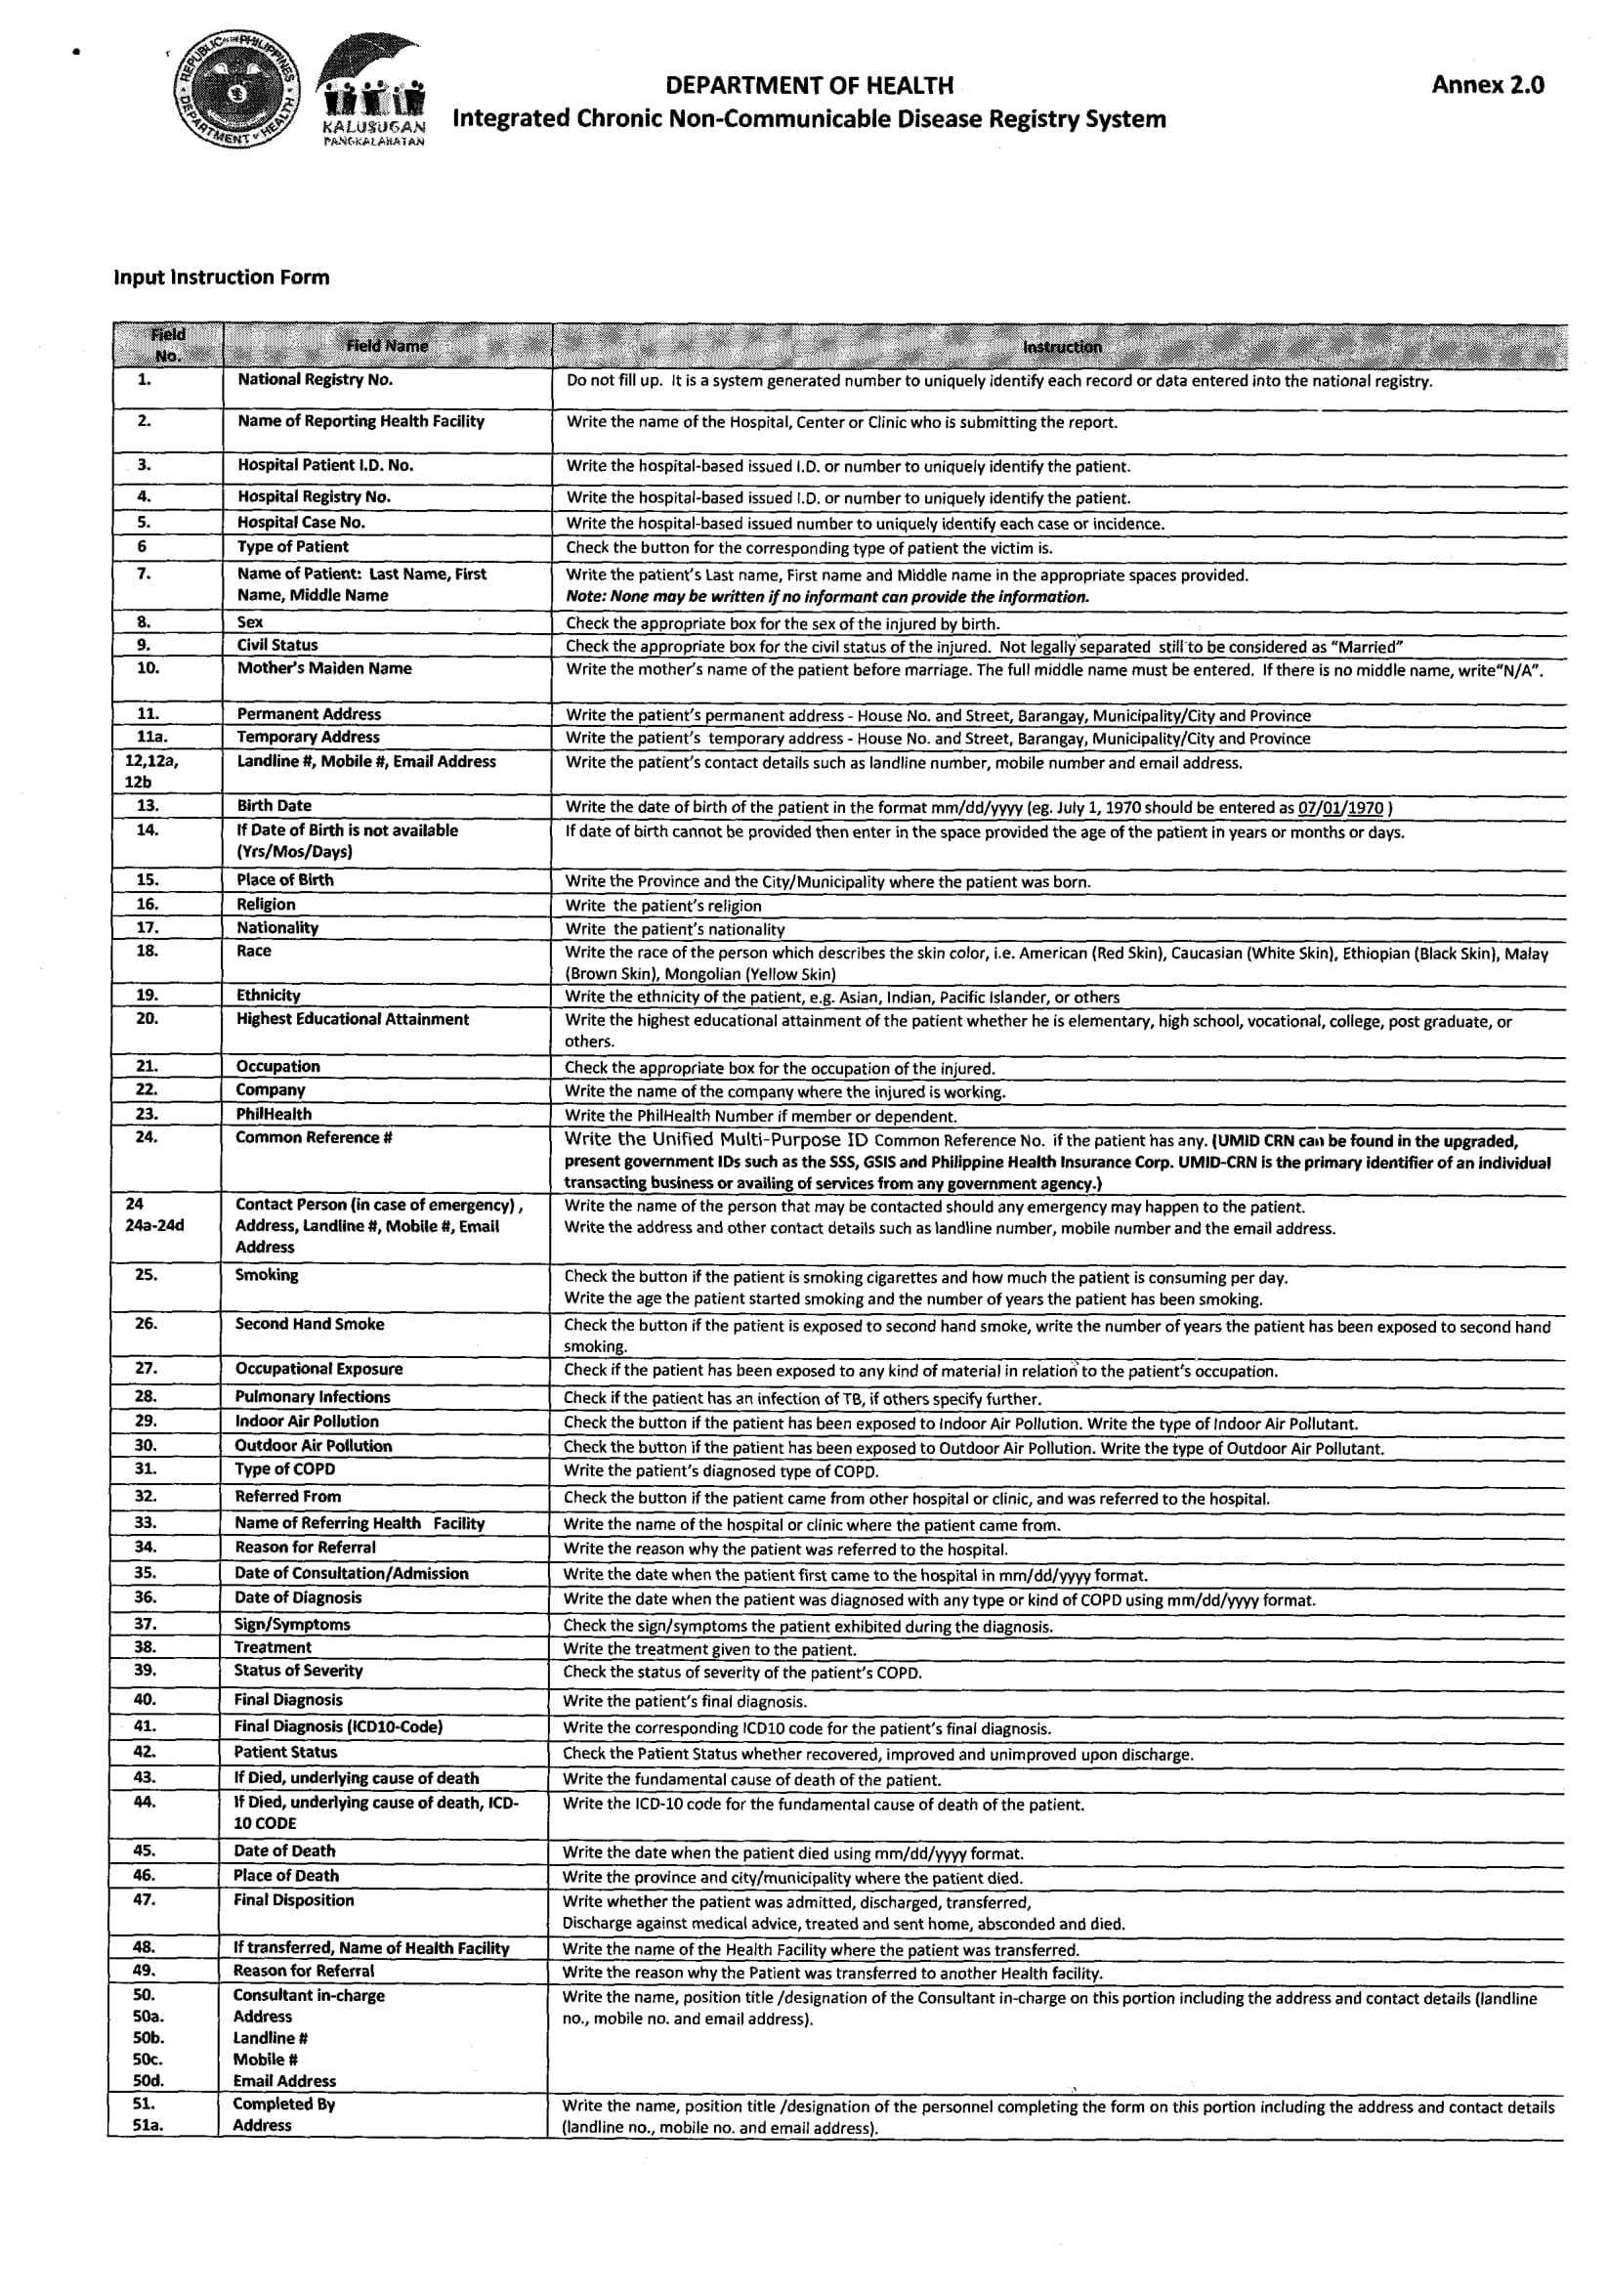 REPUBLIC OF THE PHILIPPINES
DEPARTMENT OF HEALTH
KALUSUGAN
PANGKALAHATAN
DEPARTMENT OF HEALTH
Integrated Chronic Non-Communicable Disease Registry System
Annex 2.0
Input Instruction Form
Field No. Field Name Instruction
1. National Registry No. Do not fill up. It is a system generated number to uniquely identify each record or data entered into the national registry.
2. Name of Reporting Health Facility Write the name of the Hospital, Center or Clinic who is submitting the report.
3. Hospital Patient I.D. No. Write the hospital-based issued I.D. or number to uniquely identify the patient.
4. Hospital Registry No. Write the hospital-based issued I.D. or number to uniquely identify the patient.
5. Hospital Case No. Write the hospital-based issued number to uniquely identify each case or incidence.
6 Type of Patient Check the button for the corresponding type of patient the victim is.
7. Name of Patient: Last Name, First Write the patient's Last name, First name and Middle name in the appropriate spaces provided.
Name, Middle Name Note: None may be written if no informant can provide the information.
8. Sex Check the appropriate box for the sex of the injured by birth.
9. Civil Status Check the appropriate box for the civil status of the injured. Not legally separated still to be considered as "Married"
10. Mother's Maiden Name Write the mother's name of the patient before marriage. The full middle name must be entered. If there is no middle name, write"N/A".
11. Permanent Address Write the patient's permanent address - House No. and Street, Barangay, Municipality/City and Province
11a. Temporary Address Write the patient's temporary address - House No. and Street, Barangay, Municipality/City and Province
12,12a, Landline #, Mobile #, Email Address Write the patient's contact details such as landline number, mobile number and email address.
12b
13. Birth Date Write the date of birth of the patient in the format mm/dd/yyyy (eg. July 1, 1970 should be entered as 07/01/1970 )
14. If Date of Birth is not available If date of birth cannot be provided then enter in the space provided the age of the patient in years or months or days.
(Yrs/Mos/Days)
15. Place of Birth Write the Province and the City/Municipality where the patient was born.
16. Religion Write the patient's religion
17. Nationality Write the patient's nationality
18. Race Write the race of the person which describes the skin color, i.e. American (Red Skin), Caucasian (White Skin), Ethiopian (Black Skin), Malay
(Brown Skin), Mongolian (Yellow Skin)
19. Ethnicity Write the ethnicity of the patient, e.g. Asian, Indian, Pacific Islander, or others
20. Highest Educational Attainment Write the highest educational attainment of the patient whether he is elementary, high school, vocational, college, post graduate, or
others.
21. Occupation Check the appropriate box for the occupation of the injured.
22. Company Write the name of the company where the injured is working.
23. PhilHealth Write the PhilHealth Number if member or dependent.
24. Common Reference # Write the Unified Multi-Purpose ID Common Reference No. if the patient has any. (UMID CRN can be found in the upgraded,
present government IDs such as the SSS, GSIS and Philippine Health Insurance Corp. UMID-CRN is the primary identifier of an individual
transacting business or availing of services from any government agency.)
24 Contact Person (in case of emergency) , Write the name of the person that may be contacted should any emergency may happen to the patient.
24a-24d Address, Landline #, Mobile #, Email Write the address and other contact details such as landline number, mobile number and the email address.
Address
25. Smoking Check the button if the patient is smoking cigarettes and how much the patient is consuming per day.
Write the age the patient started smoking and the number of years the patient has been smoking.
26. Second Hand Smoke Check the button if the patient is exposed to second hand smoke, write the number of years the patient has been exposed to second hand
smoking.
27. Occupational Exposure Check if the patient has been exposed to any kind of material in relation to the patient's occupation.
28. Pulmonary Infections Check if the patient has an infection of TB, if others specify further.
29. Indoor Air Pollution Check the button if the patient has been exposed to Indoor Air Pollution. Write the type of Indoor Air Pollutant.
30. Outdoor Air Pollution Check the button if the patient has been exposed to Outdoor Air Pollution. Write the type of Outdoor Air Pollutant.
31. Type of COPD Write the patient's diagnosed type of COPD.
32. Referred From Check the button if the patient came from other hospital or clinic, and was referred to the hospital.
33. Name of Referring Health Facility Write the name of the hospital or clinic where the patient came from.
34. Reason for Referral Write the reason why the patient was referred to the hospital.
35. Date of Consultation/Admission Write the date when the patient first came to the hospital in mm/dd/yyyy format.
36. Date of Diagnosis Write the date when the patient was diagnosed with any type or kind of COPD using mm/dd/yyyy format.
37. Sign/Symptoms Check the sign/symptoms the patient exhibited during the diagnosis.
38. Treatment Write the treatment given to the patient.
39. Status of Severity Check the status of severity of the patient's COPD.
40. Final Diagnosis Write the patient's final diagnosis.
41. Final Diagnosis (ICD10-Code) Write the corresponding ICD10 code for the patient's final diagnosis.
42. Patient Status Check the Patient Status whether recovered, improved and unimproved upon discharge.
43. If Died, underlying cause of death Write the fundamental cause of death of the patient.
44. If Died, underlying cause of death, ICD- Write the ICD-10 code for the fundamental cause of death of the patient.
10 CODE
45. Date of Death Write the date when the patient died using mm/dd/yyyy format.
46. Place of Death Write the province and city/municipality where the patient died.
47. Final Disposition Write whether the patient was admitted, discharged, transferred,
Discharge against medical advice, treated and sent home, absconded and died.
48. If transferred, Name of Health Facility Write the name of the Health Facility where the patient was transferred.
49. Reason for Referral Write the reason why the Patient was transferred to another Health facility.
50. Consultant in-charge Write the name, position title /designation of the Consultant in-charge on this portion including the address and contact details (landline
50a. Address no., mobile no. and email address).
50b. Landline #
50c. Mobile #
50d. Email Address
51. Completed By Write the name, position title /designation of the personnel completing the form on this portion including the address and contact details
51a. Address (landline no., mobile no. and email address).